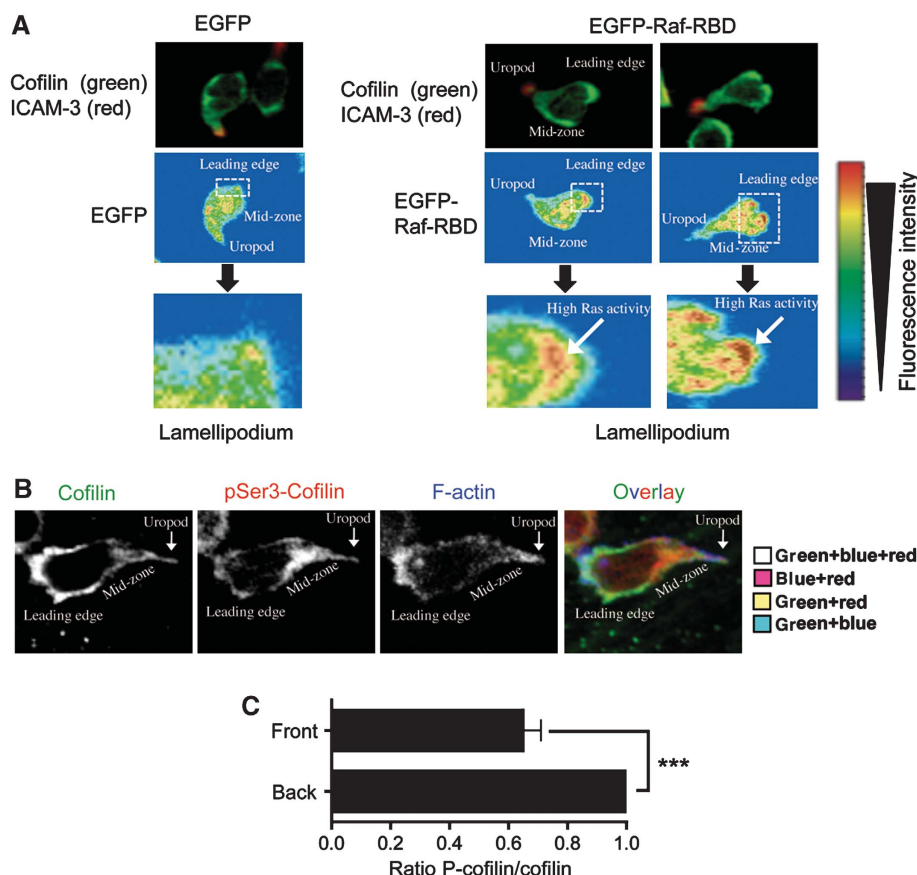 A
EGFP
EGFP-Raf-RBD
Cofilin (green)
ICAM-3 (red)
Cofilin (green)
ICAM-3 (red)
Uropod
Leading edge
Mid-zone
EGFP
Leading edge
Mid-zone
Uropod
EGFP-
Raf-RBD
Uropod
Leading edge
Mid-zone
Leading edge
Uropod
Mid-zone
Fluorescence intensity
High Ras activity
High Ras activity
Lamellipodium
Lamellipodium
B
Cofilin
pSer3-Cofilin
F-actin
Overlay
Uropod
Mid-zone
Leading edge
Uropod
Mid-zone
Leading edge
Uropod
Mid-zone
Leading edge
Uropod
Mid-zone
Leading edge
Green+blue+red
Blue+red
Green+red
Green+blue
C
Front
Back
***
0.0 0.2 0.4 0.6 0.8 1.0
Ratio P-cofilin/cofilin